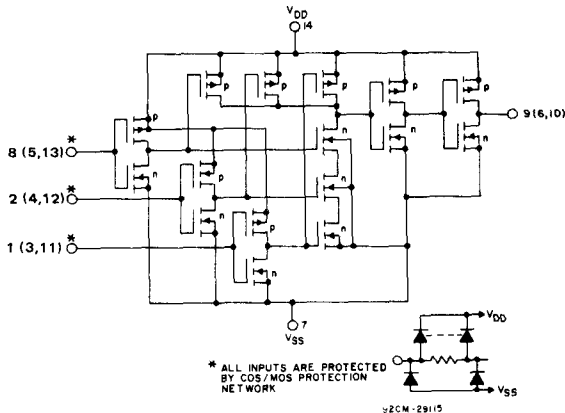 VDD
14
p
p
p
p
p
p
n
n
n
9(6,10)
*
8 (5,13)
p
n
n
*
2 (4,12)
n
p
n
*
1 (3,11)
n
7
VSS
VDD
VSS
* ALL INPUTS ARE PROTECTED
BY COS/MOS PROTECTION
NETWORK
92CM-29115